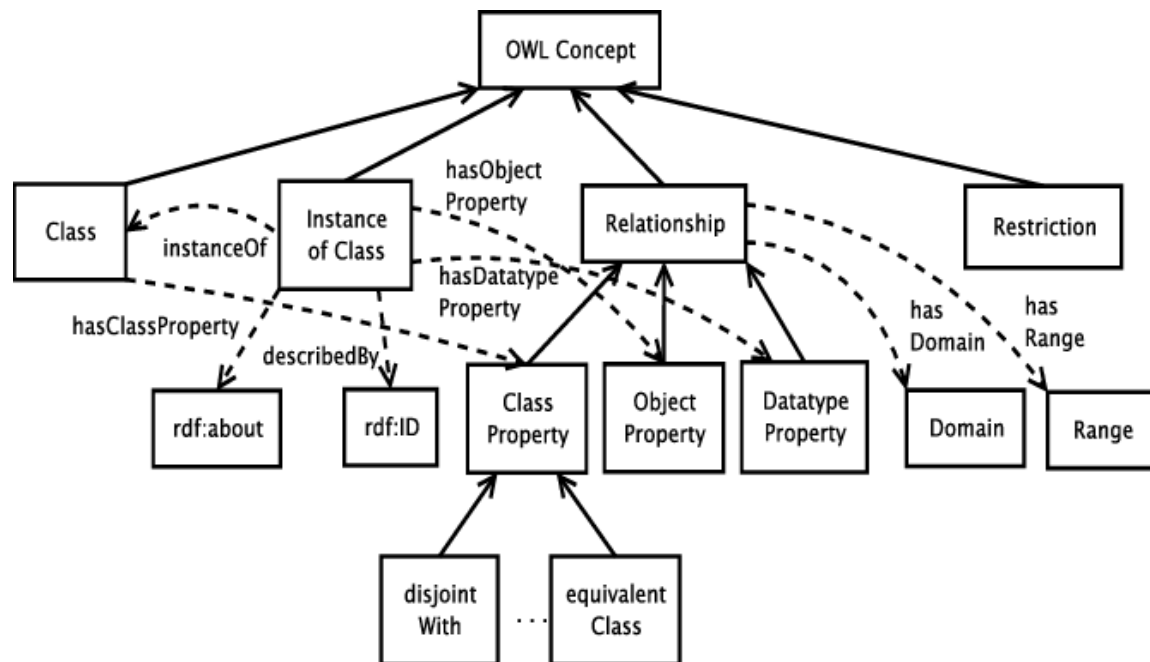 OWL Concept
hasObject
Property
Class
Instance
of Class
Relationship
Restriction
instanceOf
hasDatatype
Property
hasClassProperty
describedBy
has
Domain
has
Range
rdf:about
rdf:ID
Class
Property
Object
Property
Datatype
Property
Domain
Range
disjoint
With
...
equivalent
Class